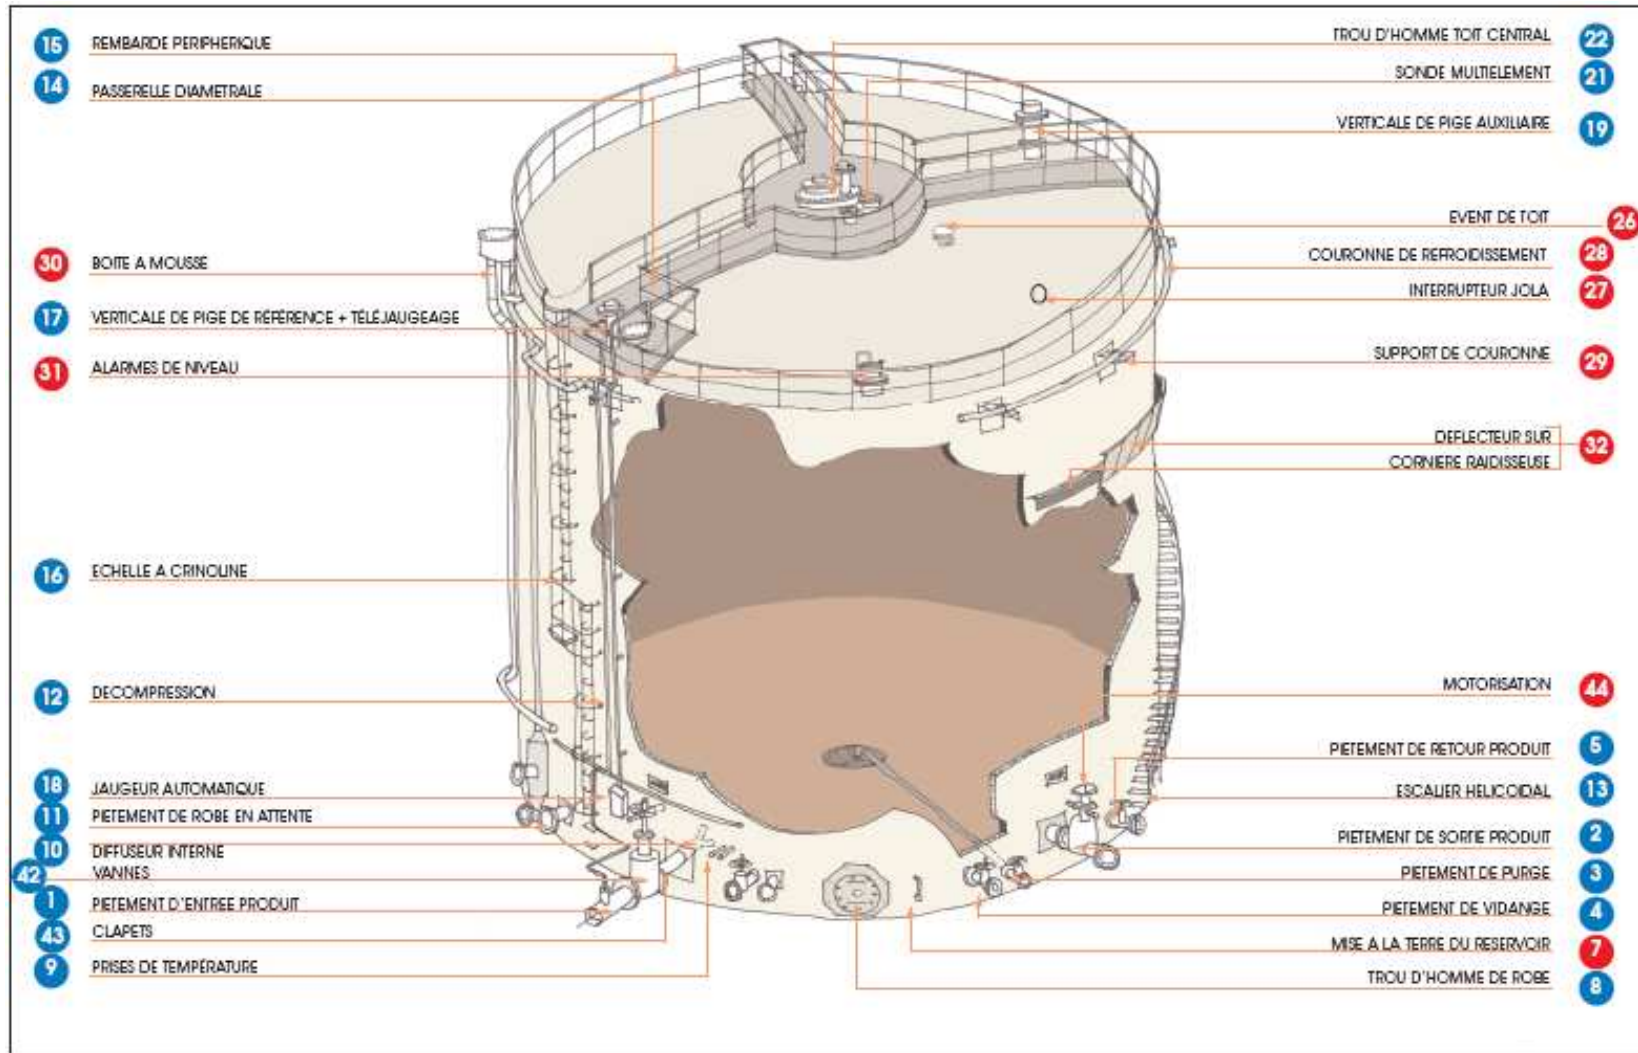 15 REMBARDE PERIPHERIQUE
14 PASSERELLE DIAMETRALE
30 BOITE A MOUSSE
17 VERTICALE DE PIGE DE RÉFÉRENCE + TÉLÉJAUGEAGE
31 ALARMES DE NIVEAU
16 ECHELLE A CRINOLINE
12 DECOMPRESSION
18 JAUGEUR AUTOMATIQUE
11 PIETEMENT DE ROBE EN ATTENTE
10 DIFFUSEUR INTERNE
42 VANNES
1 PIETEMENT D'ENTREE PRODUIT
43 CLAPETS
9 PRISES DE TEMPÉRATURE
TROU D'HOMME TOIT CENTRAL 22
SONDE MULTIELEMENT 21
VERTICALE DE PIGE AUXILIAIRE 19
EVENT DE TOIT 26
COURONNE DE REFROIDISSEMENT 28
INTERRUPTEUR JOLA 27
SUPPORT DE COURONNE 29
DEFLECTEUR SUR
CORNIERE RAIDISSEUSE 32
MOTORISATION 44
PIETEMENT DE RETOUR PRODUIT 5
ESCALIER HELICOIDAL 13
PIETEMENT DE SORTIE PRODUIT 2
PIETEMENT DE PURGE 3
PIETEMENT DE VIDANGE 4
MISE A LA TERRE DU RESERVOIR 7
TROU D'HOMME DE ROBE 8